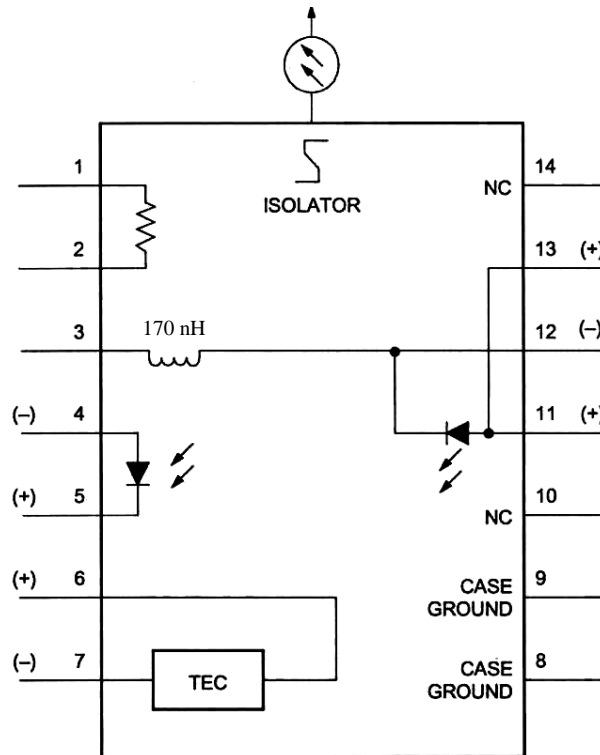 1
14
NC
ISOLATOR
2
13 (+)
3
170 nH
12 (–)
(–) 4
11 (+)
(+) 5
10
NC
(+) 6
9
CASE
GROUND
(–) 7
TEC
8
CASE
GROUND